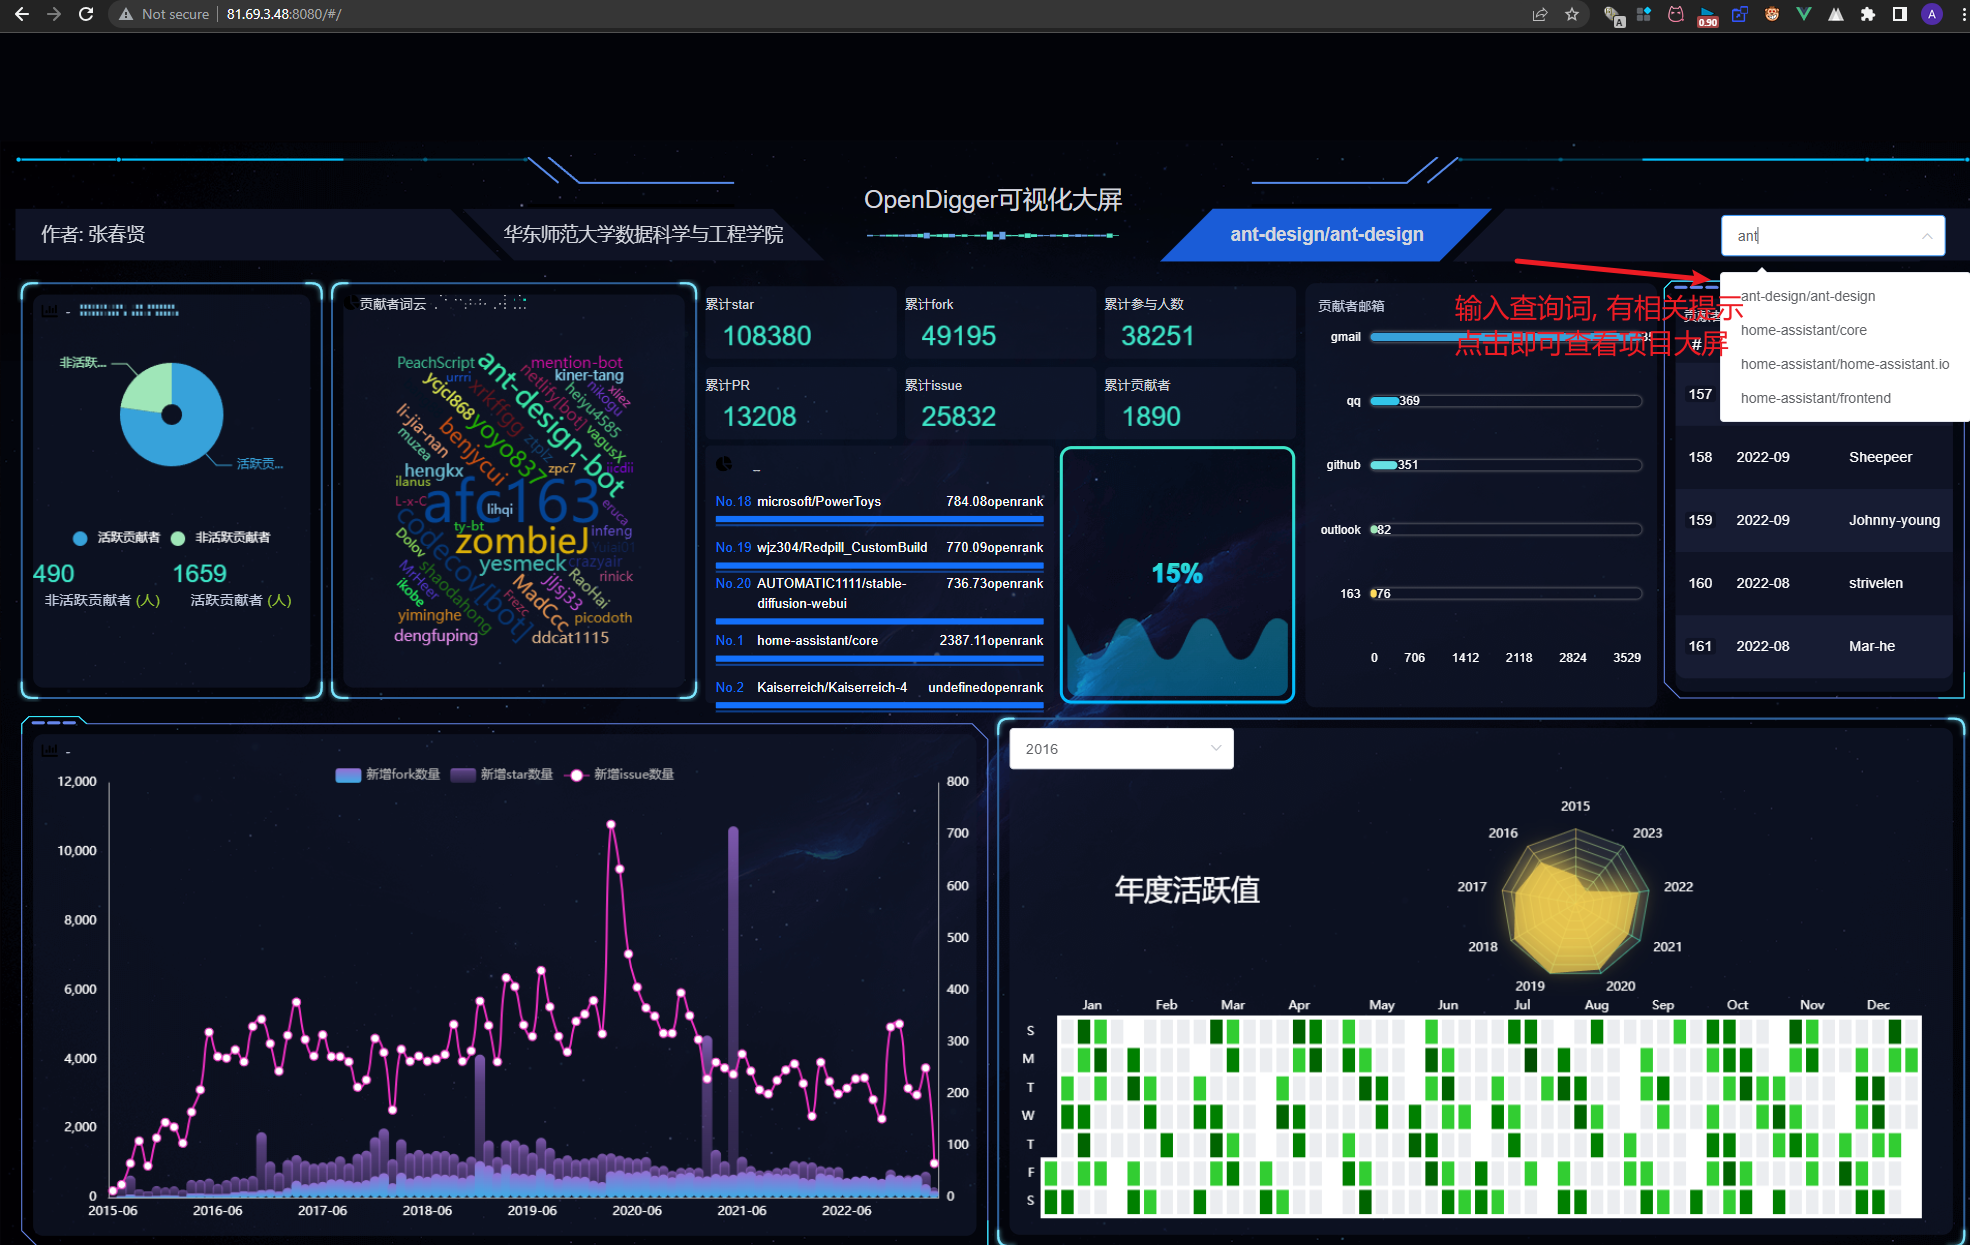 Not secure
81.69.3.48:8080/#/
A
0.90
A
OpenDigger可视化大屏
作者: 张春贤
华东师范大学数据科学与工程学院
ant-design/ant-design
ant
ant-design/ant-design
home-assistant/core
home-assistant/home-assistant.io
home-assistant/frontend
输入查询词, 有相关提示
点击即可查看项目大屏
-
非活跃...
活跃贡...
活跃贡献者
非活跃贡献者
490
1659
非活跃贡献者 (人)
活跃贡献者 (人)
贡献者词云
PeachScript
mention-bot
urrri
kiner-tang
ant-design-bot
netlify[bot]
nikogu
xliez
ycjcl868
xrkffgg
heiyu4585
li-jia-nan
yoyo837
vagusX
benjycui
ztplz
muzea
hengkx
zpc7
jicdii
ilanus
afc163
L-x-C
lihqi
eruca
codecov[bot]
ty-bt
infeng
zombieJ
Yuiai01
Dolov
yesmeck
crazyair
MrHeer
shaodahong
RaoHai
rinick
ikobe
MadCcc
jljsj33
Frezc
yiminghe
picodoth
dengfuping
ddcat1115
累计star
108380
累计fork
49195
累计参与人数
38251
累计PR
13208
累计issue
25832
累计贡献者
1890
--
No.18 microsoft/PowerToys 784.08openrank
No.19 wjz304/Redpill_CustomBuild 770.09openrank
No.20 AUTOMATIC1111/stable-
diffusion-webui 736.73openrank
No.1 home-assistant/core 2387.11openrank
No.2 Kaiserreich/Kaiserreich-4 undefinedopenrank
15%
贡献者邮箱
gmail
qq 369
github 351
outlook 82
163 76
0 706 1412 2118 2824 3529
贡献者
#
157
158 2022-09 Sheepeer
159 2022-09 Johnny-young
160 2022-08 strivelen
161 2022-08 Mar-he
-
新增fork数量 新增star数量 新增issue数量
12,000
10,000
8,000
6,000
4,000
2,000
0
800
700
600
500
400
300
200
100
0
2015-06 2016-06 2017-06 2018-06 2019-06 2020-06 2021-06 2022-06
2016
年度活跃值
2015
2016
2023
2017
2022
2018
2021
2019
2020
Jan Feb Mar Apr May Jun Jul Aug Sep Oct Nov Dec
S
M
T
W
T
F
S